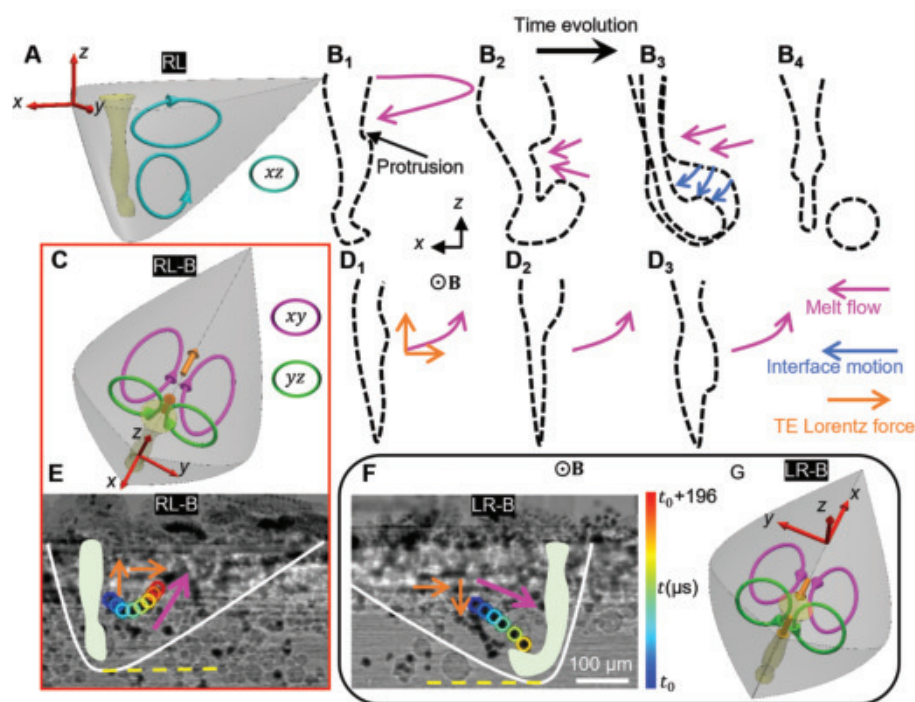 Time evolution
A
RL
z
x
y
xz
B₁
B₂
B₃
B₄
Protrusion
z
x
C
RL-B
xy
yz
z
y
x
D₁
⊙B
D₂
D₃
Melt flow
Interface motion
TE Lorentz force
E
RL-B
F
⊙B
LR-B
100 µm
t₀+196
t(µs)
t₀
G
LR-B
x
z
y